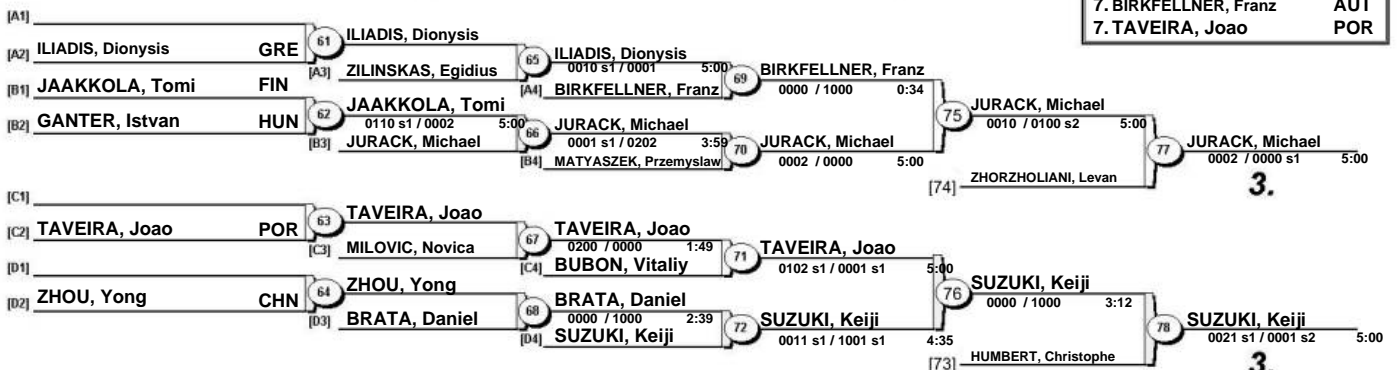 7. BIRKFELLNER, Franz AUT
7. TAVEIRA, Joao POR
[A1]
[A2] ILIADIS, Dionysis GRE
61 ILIADIS, Dionysis
[A3] ZILINSKAS, Egidius
65 ILIADIS, Dionysis
0010 s1 / 0001 5:00
[A4] BIRKFELLNER, Franz
69 BIRKFELLNER, Franz
0000 / 1000 0:34
[B1] JAAKKOLA, Tomi FIN
[B2] GANTER, Istvan HUN
62 JAAKKOLA, Tomi
0110 s1 / 0002 5:00
[B3] JURACK, Michael
66 JURACK, Michael
0001 s1 / 0202 3:59
[B4] MATYASZEK, Przemyslaw
70 JURACK, Michael
0002 / 0000 5:00
75 JURACK, Michael
0010 / 0100 s2 5:00
[74] ZHORZHOLIANI, Levan
77 JURACK, Michael
0002 / 0000 s1 5:00
3.
[C1]
[C2] TAVEIRA, Joao POR
63 TAVEIRA, Joao
[C3] MILOVIC, Novica
67 TAVEIRA, Joao
0200 / 0000 1:49
[C4] BUBON, Vitaliy
71 TAVEIRA, Joao
0102 s1 / 0001 s1 5:00
[D1]
[D2] ZHOU, Yong CHN
64 ZHOU, Yong
[D3] BRATA, Daniel
68 BRATA, Daniel
0000 / 1000 2:39
[D4] SUZUKI, Keiji
72 SUZUKI, Keiji
0011 s1 / 1001 s1 4:35
76 SUZUKI, Keiji
0000 / 1000 3:12
[73] HUMBERT, Christophe
78 SUZUKI, Keiji
0021 s1 / 0001 s2 5:00
3.